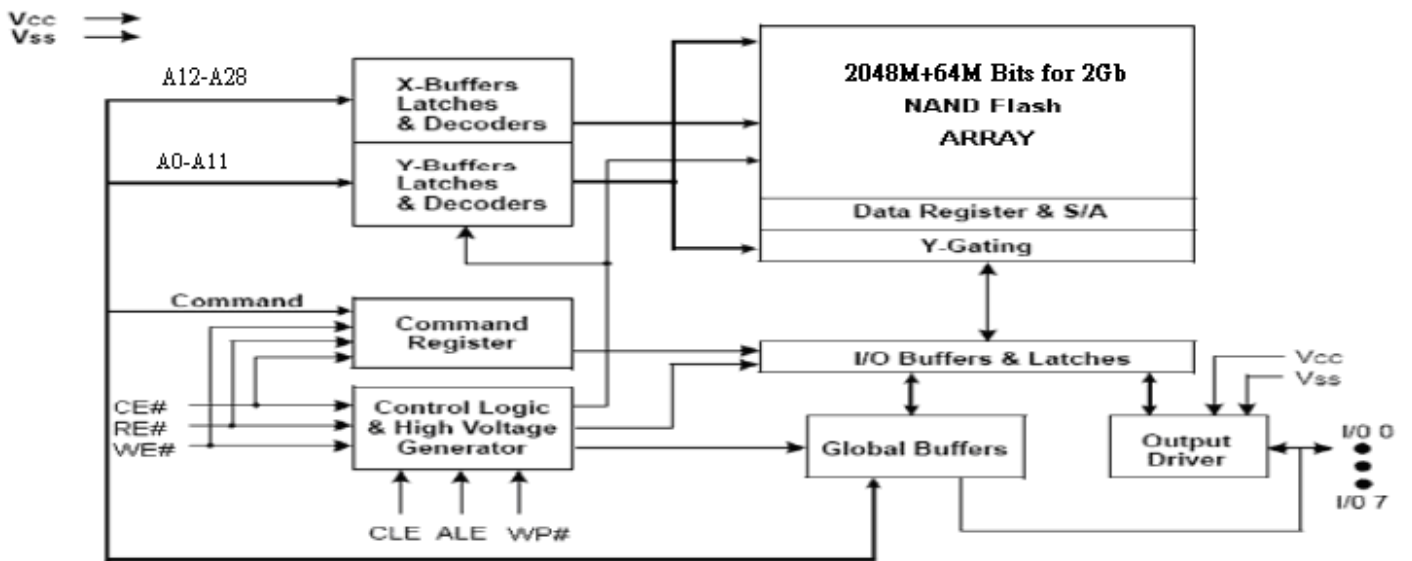 Vcc
Vss
A12-A28
X-Buffers
Latches
& Decoders
A0-A11
Y-Buffers
Latches
& Decoders
2048M+64M Bits for 2Gb
NAND Flash
ARRAY
Data Register & S/A
Y-Gating
Command
Command
Register
I/O Buffers & Latches
Vcc
Vss
CE#
RE#
WE#
Control Logic
& High Voltage
Generator
Global Buffers
Output
Driver
I/0 0
I/0 7
CLE
ALE
WP#